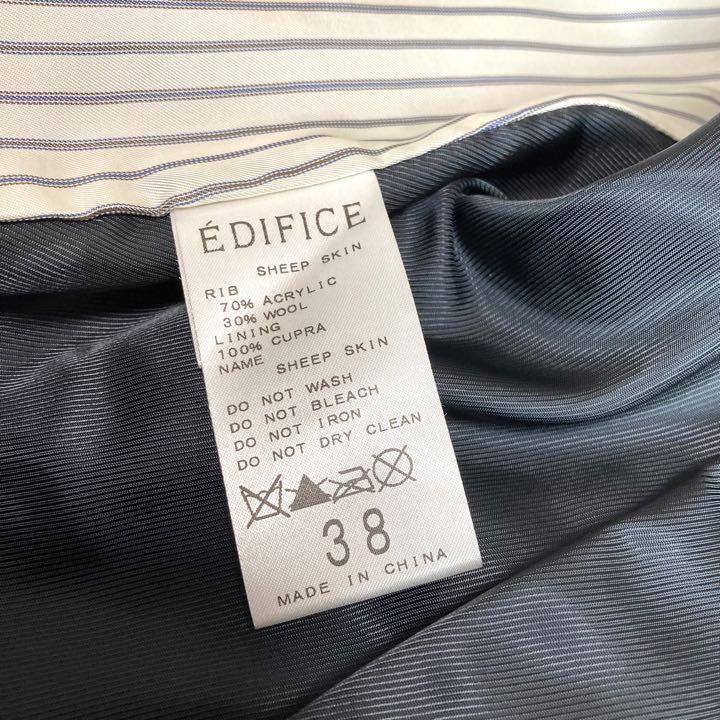 ÉDIFICE
SHEEP SKIN
RIB
70% ACRYLIC
30% WOOL
LINING
100% CUPRA
NAME SHEEP SKIN
DO NOT WASH
DO NOT BLEACH
DO NOT IRON
DO NOT DRY CLEAN
38
MADE IN CHINA